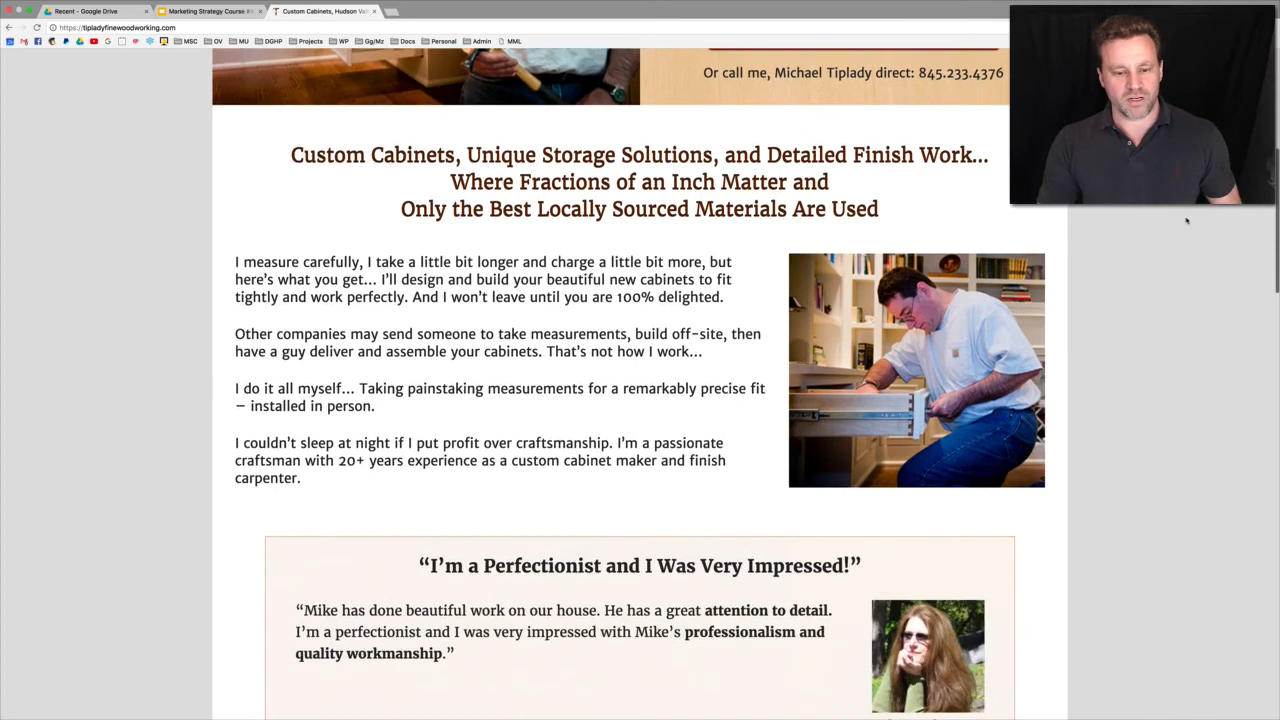 Recent - Google Drive
Marketing Strategy Course #
Custom Cabinets, Hudson Val
https://tipladyfinewoodworking.com
MSC
OV
MU
DGHP
Projects
WP
Gg/Mz
Docs
Personal
Admin
MML
Or call me, Michael Tiplady direct: 845.233.4376
Custom Cabinets, Unique Storage Solutions, and Detailed Finish Work...
Where Fractions of an Inch Matter and
Only the Best Locally Sourced Materials Are Used
I measure carefully, I take a little bit longer and charge a little bit more, but
here's what you get... I'll design and build your beautiful new cabinets to fit
tightly and work perfectly. And I won't leave until you are 100% delighted.
Other companies may send someone to take measurements, build off-site, then
have a guy deliver and assemble your cabinets. That's not how I work...
I do it all myself... Taking painstaking measurements for a remarkably precise fit
– installed in person.
I couldn't sleep at night if I put profit over craftsmanship. I'm a passionate
craftsman with 20+ years experience as a custom cabinet maker and finish
carpenter.
“I'm a Perfectionist and I Was Very Impressed!”
“Mike has done beautiful work on our house. He has a great attention to detail.
I'm a perfectionist and I was very impressed with Mike's professionalism and
quality workmanship.”